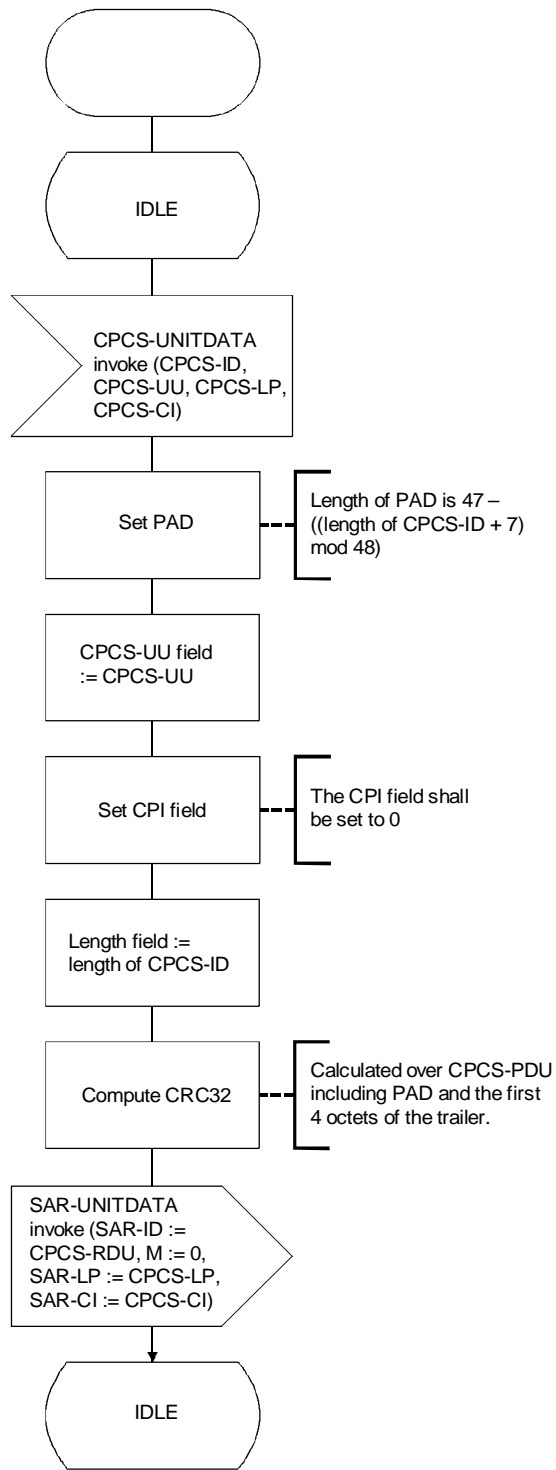 IDLE
CPCS-UNITDATA
invoke (CPCS-ID,
CPCS-UU, CPCS-LP,
CPCS-CI)
Set PAD
Length of PAD is 47 –
((length of CPCS-ID + 7)
mod 48)
CPCS-UU field
:= CPCS-UU
Set CPI field
The CPI field shall
be set to 0
Length field :=
length of CPCS-ID
Compute CRC32
Calculated over CPCS-PDU
including PAD and the first
4 octets of the trailer.
SAR-UNITDATA
invoke (SAR-ID :=
CPCS-RDU, M := 0,
SAR-LP := CPCS-LP,
SAR-CI := CPCS-CI)
IDLE